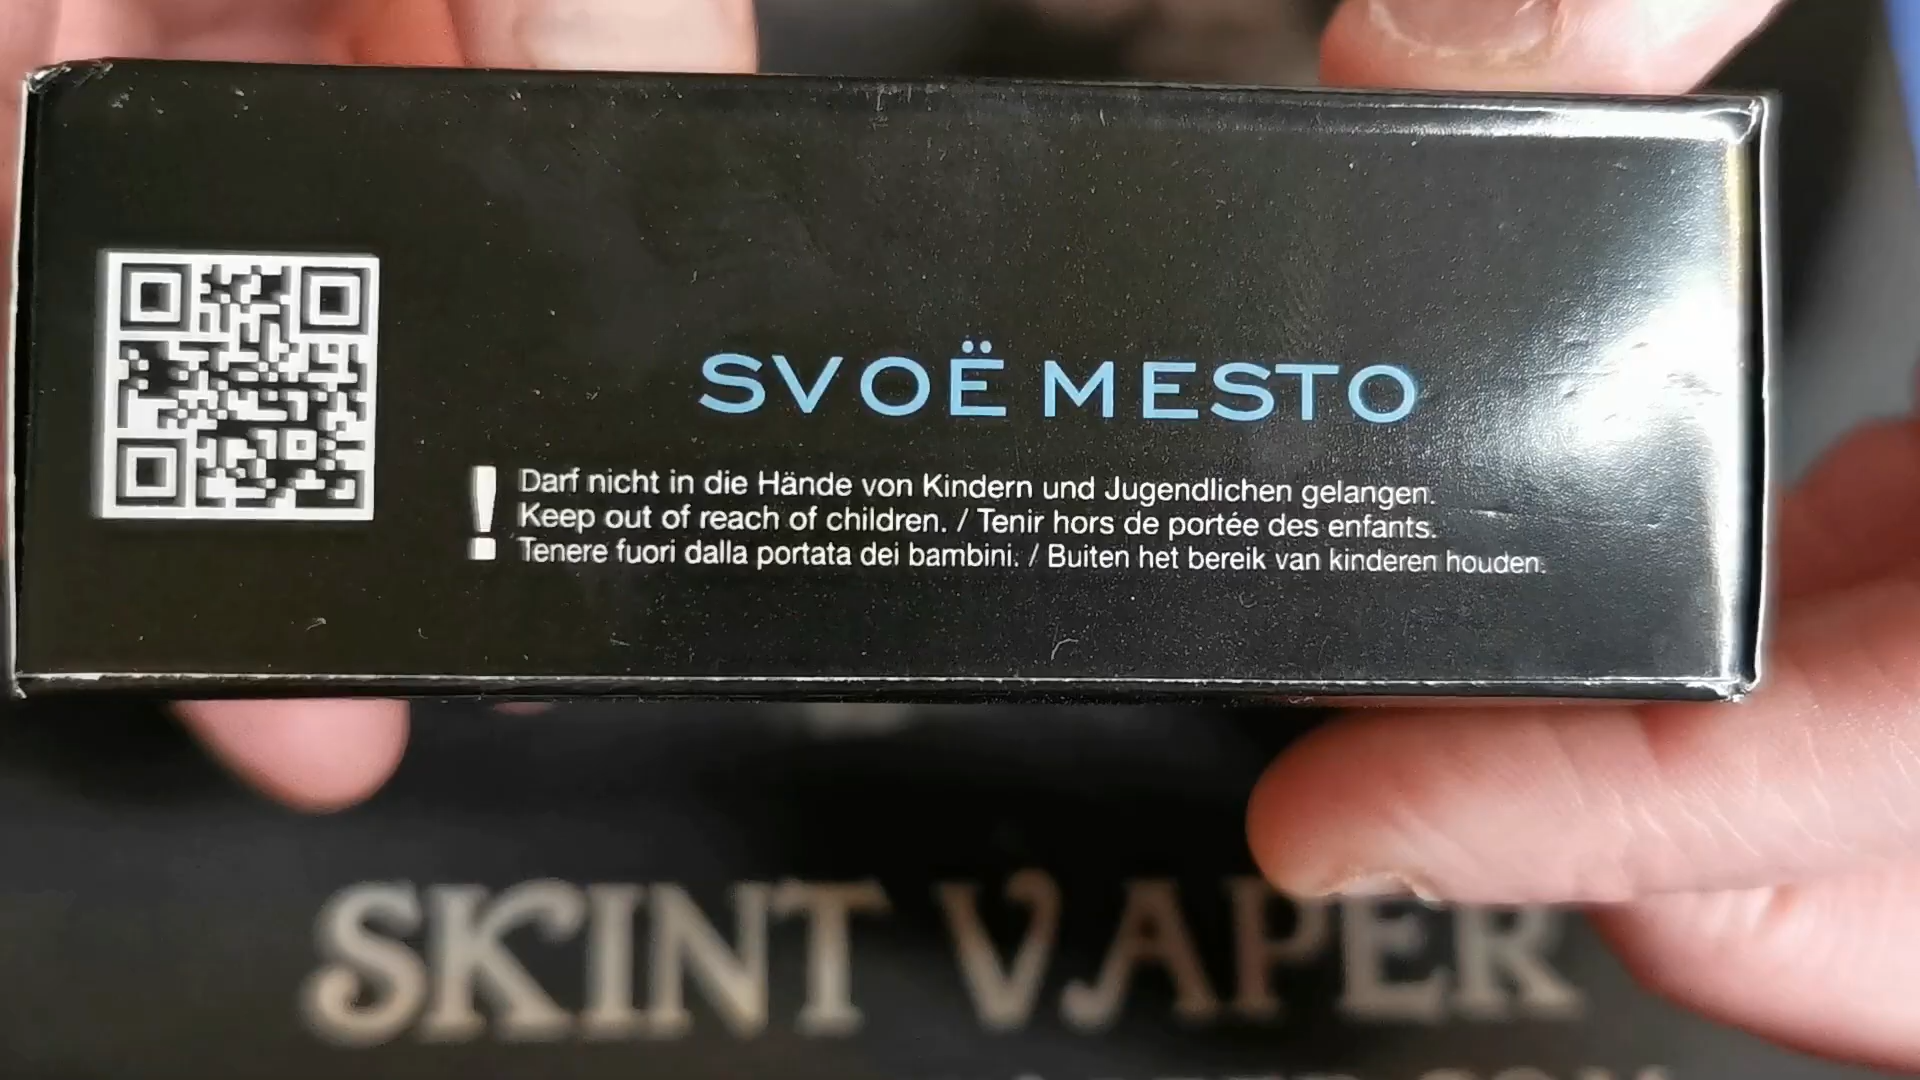 SVOË MESTO
! Darf nicht in die Hände von Kindern und Jugendlichen gelangen.
Keep out of reach of children. / Tenir hors de portée des enfants.
Tenere fuori dalla portata dei bambini. / Buiten het bereik van kinderen houden.
SKINT VAPER